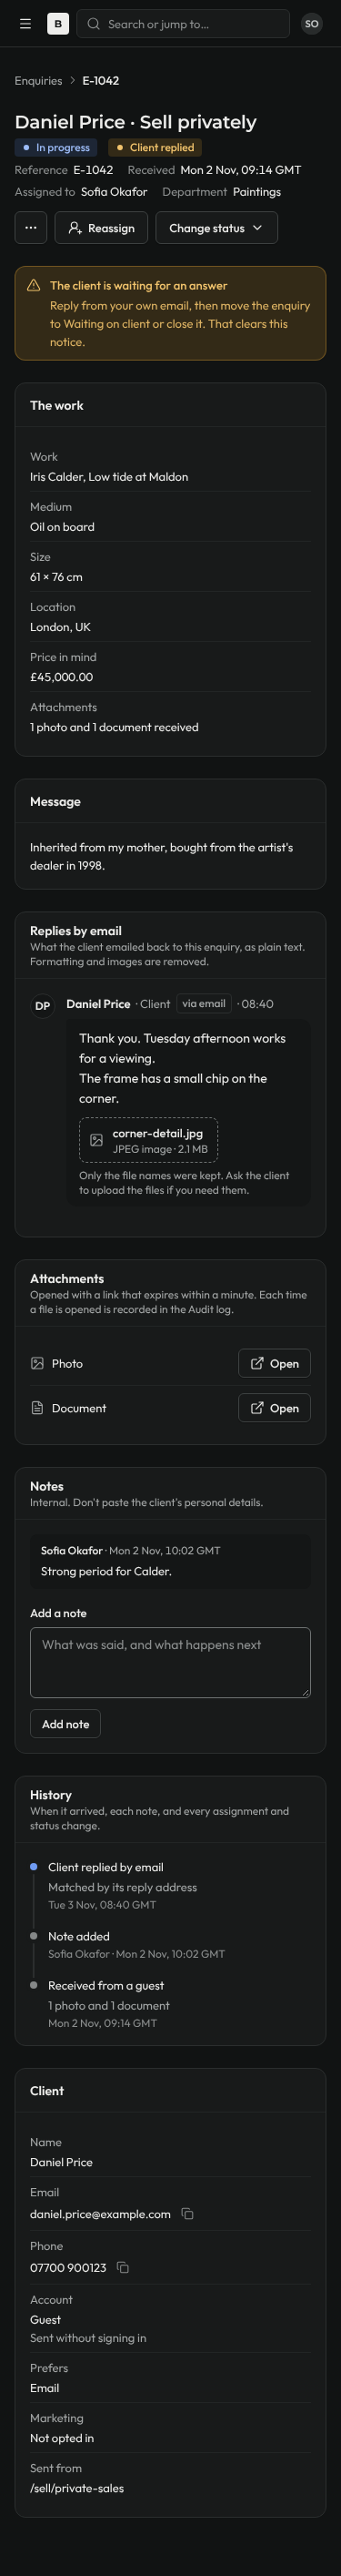 B
Search or jump to...
SO
Enquiries
E-1042
Daniel Price · Sell privately
In progress
Client replied
Reference E-1042 Received Mon 2 Nov, 09:14 GMT
Assigned to Sofia Okafor Department Paintings
Reassign
Change status
The client is waiting for an answer
Reply from your own email, then move the enquiry
to Waiting on client or close it. That clears this
notice.
The work
Work
Iris Calder, Low tide at Maldon
Medium
Oil on board
Size
61 × 76 cm
Location
London, UK
Price in mind
£45,000.00
Attachments
1 photo and 1 document received
Message
Inherited from my mother, bought from the artist's
dealer in 1998.
Replies by email
What the client emailed back to this enquiry, as plain text.
Formatting and images are removed.
DP
Daniel Price · Client via email · 08:40
Thank you. Tuesday afternoon works
for a viewing.
The frame has a small chip on the
corner.
corner-detail.jpg
JPEG image · 2.1 MB
Only the file names were kept. Ask the client
to upload the files if you need them.
Attachments
Opened with a link that expires within a minute. Each time
a file is opened is recorded in the Audit log.
Photo
Open
Document
Open
Notes
Internal. Don't paste the client's personal details.
Sofia Okafor · Mon 2 Nov, 10:02 GMT
Strong period for Calder.
Add a note
What was said, and what happens next
Add note
History
When it arrived, each note, and every assignment and
status change.
Client replied by email
Matched by its reply address
Tue 3 Nov, 08:40 GMT
Note added
Sofia Okafor · Mon 2 Nov, 10:02 GMT
Received from a guest
1 photo and 1 document
Mon 2 Nov, 09:14 GMT
Client
Name
Daniel Price
Email
daniel.price@example.com
Phone
07700 900123
Account
Guest
Sent without signing in
Prefers
Email
Marketing
Not opted in
Sent from
/sell/private-sales